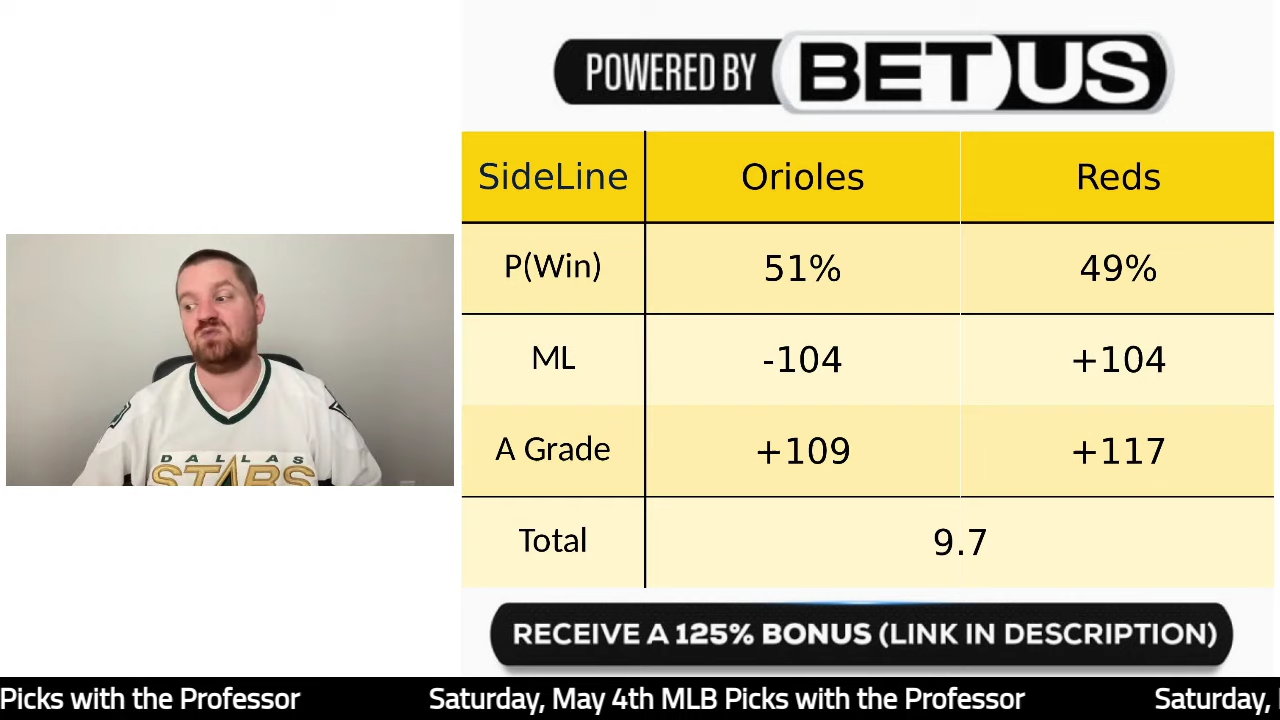 POWERED BY BETUS
SideLine Orioles Reds
P(Win) 51% 49%
ML -104 +104
A Grade +109 +117
Total 9.7
DALLAS
STARS
RECEIVE A 125% BONUS (LINK IN DESCRIPTION)
Picks with the Professor Saturday, May 4th MLB Picks with the Professor Saturday,